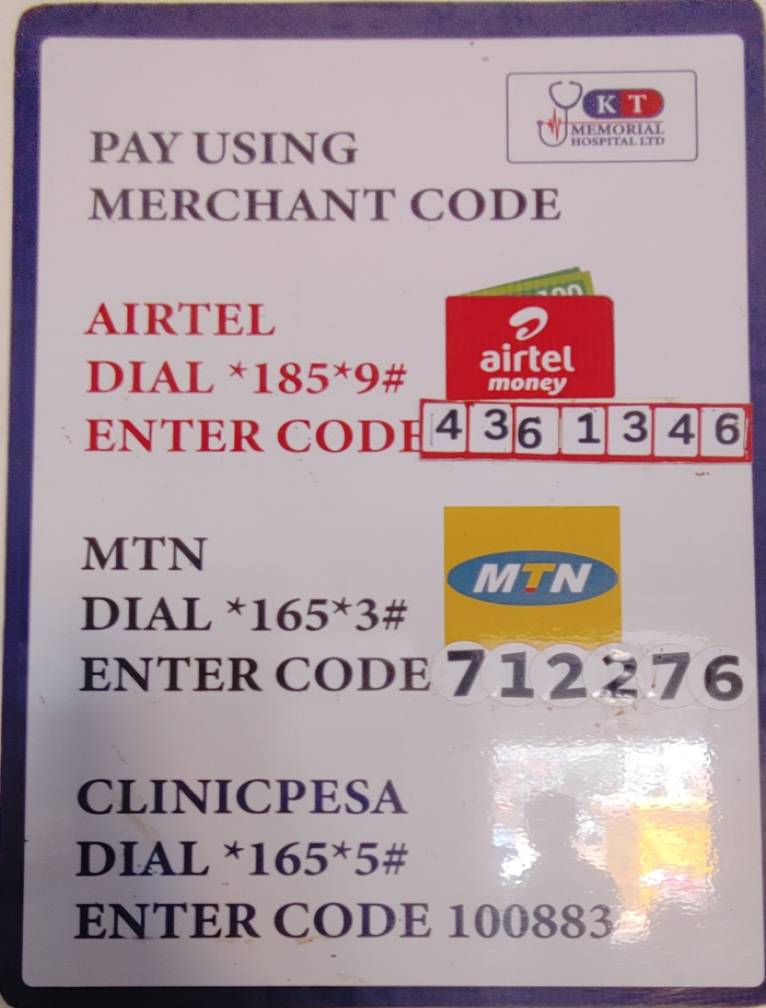 K T
MEMORIAL
HOSPITAL LTD
PAY USING
MERCHANT CODE
AIRTEL
DIAL *185*9#
ENTER CODE 4361346
100
airtel
money
MTN
DIAL *165*3#
ENTER CODE 712276
MTN
CLINICPESA
DIAL *165*5#
ENTER CODE 100883